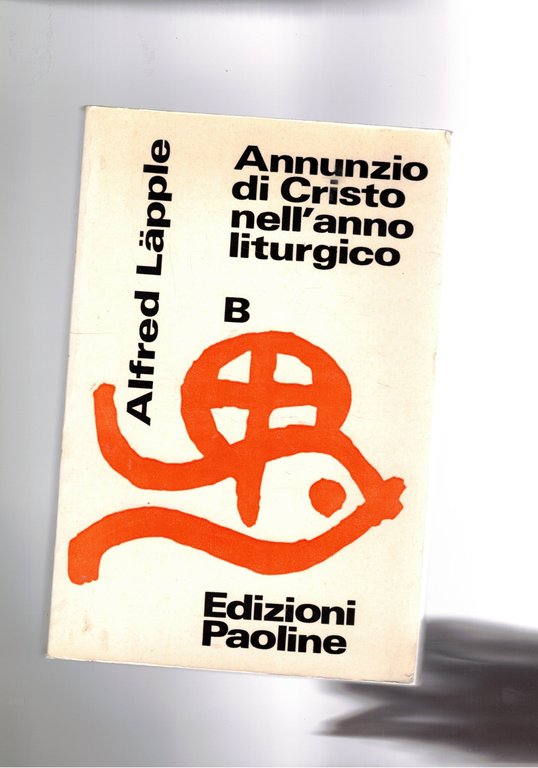 Alfred Läpple
Annunzio
di Cristo
nell'anno
liturgico
B
Edizioni
Paoline